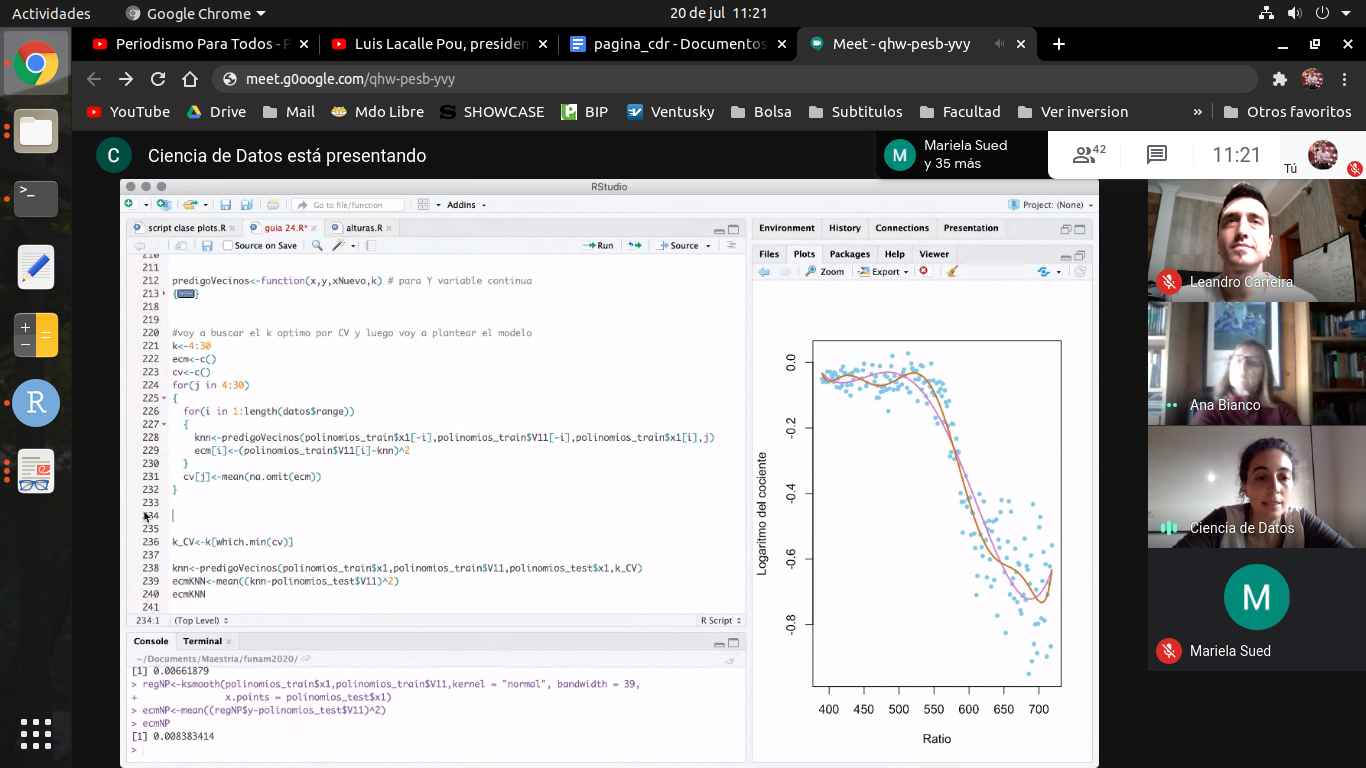 Actividades
Google Chrome
20 de jul 11:21
Periodismo Para Todos - P
Luis Lacalle Pou, presiden
pagina_cdr - Documentos
Meet - qhw-pesb-yvy
meet.g0oogle.com/qhw-pesb-yvy
YouTube
Drive
Mail
Mdo Libre
SHOWCASE
BIP
Ventusky
Bolsa
Subtitulos
Facultad
Ver inversion
»
Otros favoritos
C
Ciencia de Datos está presentando
M
Mariela Sued
y 35 más
42
11:21
Tú
RStudio
Go to file/function
Addins
Project: (None)
script clase plots.R
guia 24.R*
alturas.R
Source on Save
Run
Source
210
211
212 predigoVecinos<-function(x,y,xNuevo,k) # para Y variable continua
213 {}
218
219
220 #voy a buscar el k optimo por CV y luego voy a plantear el modelo
221 k<-4:30
222 ecm<-c()
223 cv<-c()
224 for(j in 4:30)
225 {
226 for(i in 1:length(datos$range))
227 {
228 knn<-predigoVecinos(polinomios_train$x1[-i],polinomios_train$V11[-i],polinomios_train$x1[i],j)
229 ecm[i]<-(polinomios_train$V11[i]-knn)^2
230 }
231 cv[j]<-mean(na.omit(ecm))
232 }
233
234
235
236 k_CV<-k[which.min(cv)]
237
238 knn<-predigoVecinos(polinomios_train$x1,polinomios_train$V11,polinomios_test$x1,k_CV)
239 ecmKNN<-mean((knn-polinomios_test$V11)^2)
240 ecmKNN
241
234:1
(Top Level)
R Script
Console
Terminal
~/Documents/Maestria/funam2020/
[1] 0.00661879
> regNP<-ksmooth(polinomios_train$x1,polinomios_train$V11,kernel = "normal", bandwidth = 39,
+ x.points = polinomios_test$x1)
> ecmNP<-mean((regNP$y-polinomios_test$V11)^2)
> ecmNP
[1] 0.008383414
>
Environment
History
Connections
Presentation
Files
Plots
Packages
Help
Viewer
Zoom
Export
Logaritmo del cociente
0.0
-0.2
-0.4
-0.6
-0.8
400 450 500 550 600 650 700
Ratio
Leandro Carreira
Ana Bianco
Ciencia de Datos
M
Mariela Sued
R